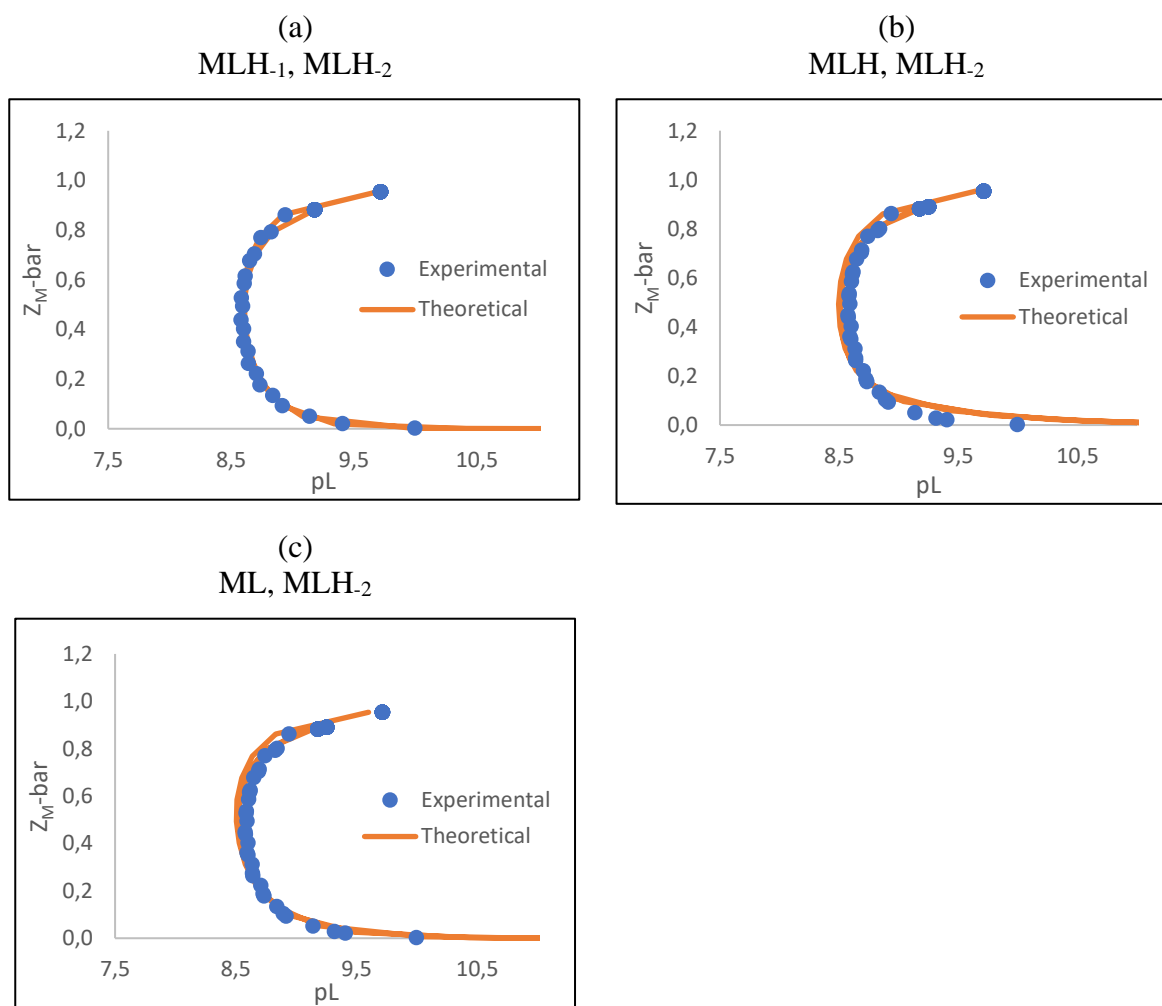 (a)
MLH-1, MLH-2
1,2
1,0
0,8
0,6
0,4
0,2
0,0
ZM-bar
Experimental
Theoretical
7,5 8,5 9,5 10,5
pL
(b)
MLH, MLH-2
1,2
1,0
0,8
0,6
0,4
0,2
0,0
ZM-bar
Experimental
Theoretical
7,5 8,5 9,5 10,5
pL
(c)
ML, MLH-2
1,2
1,0
0,8
0,6
0,4
0,2
0,0
ZM-bar
Experimental
Theoretical
7,5 8,5 9,5 10,5
pL